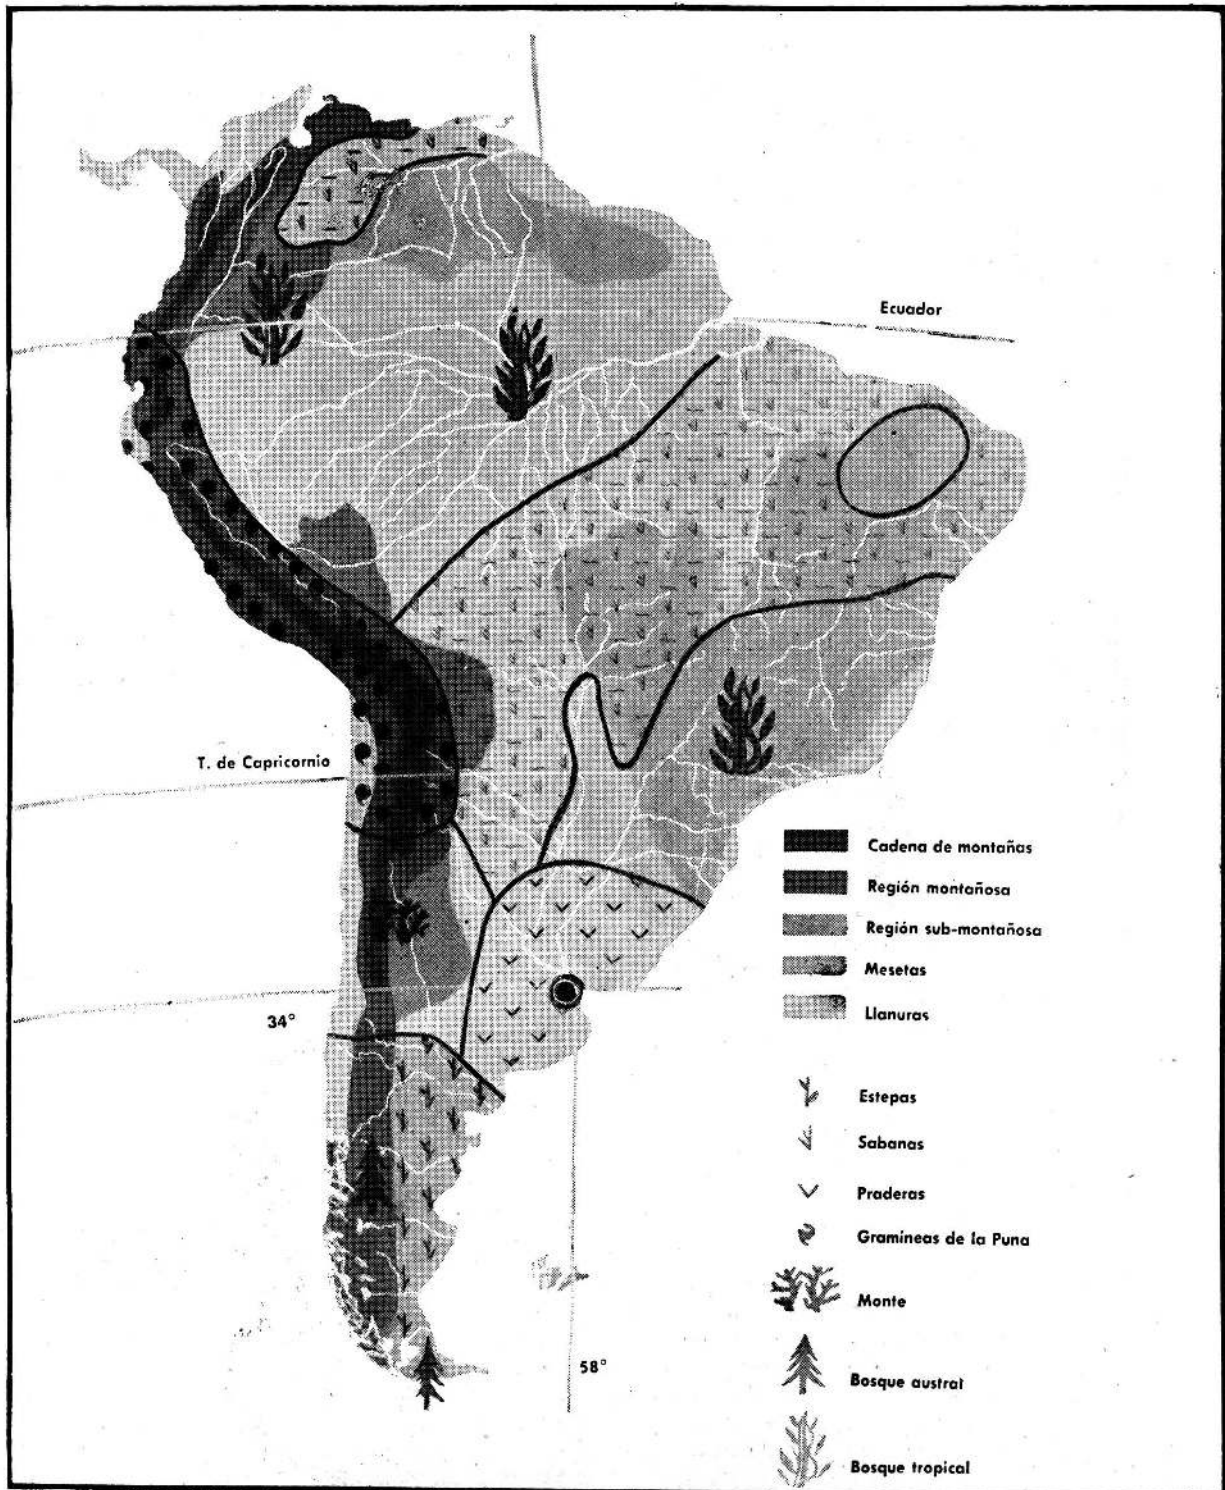 Ecuador
T. de Capricornio
Cadena de montañas
Región montañosa
Región sub-montañosa
Mesetas
Llanuras
34°
Estepas
Sabanas
Praderas
Gramíneas de la Puna
Monte
58°
Bosque austral
Bosque tropical